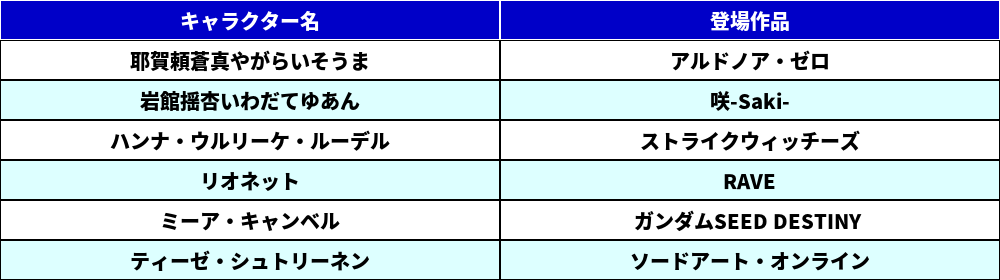 キャラクター名 登場作品
耶賀頼蒼真やがらいそうま アルドノア・ゼロ
岩館揺杏いわだてゆあん 咲-Saki-
ハンナ・ウルリーケ・ルーデル ストライクウィッチーズ
リオネット RAVE
ミーア・キャンベル ガンダムSEED DESTINY
ティーゼ・シュトリーネン ソードアート・オンライン